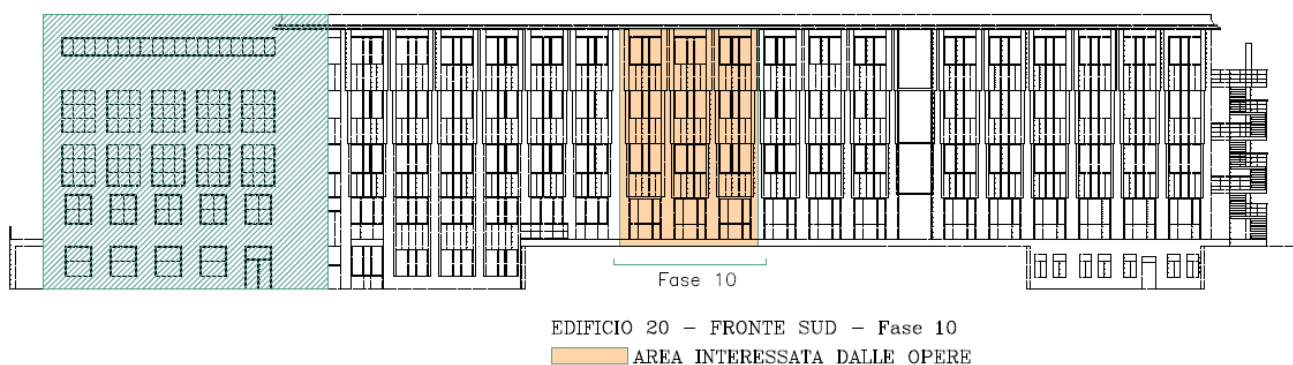 Fase 10
EDIFICIO 20 – FRONTE SUD – Fase 10
AREA INTERESSATA DALLE OPERE